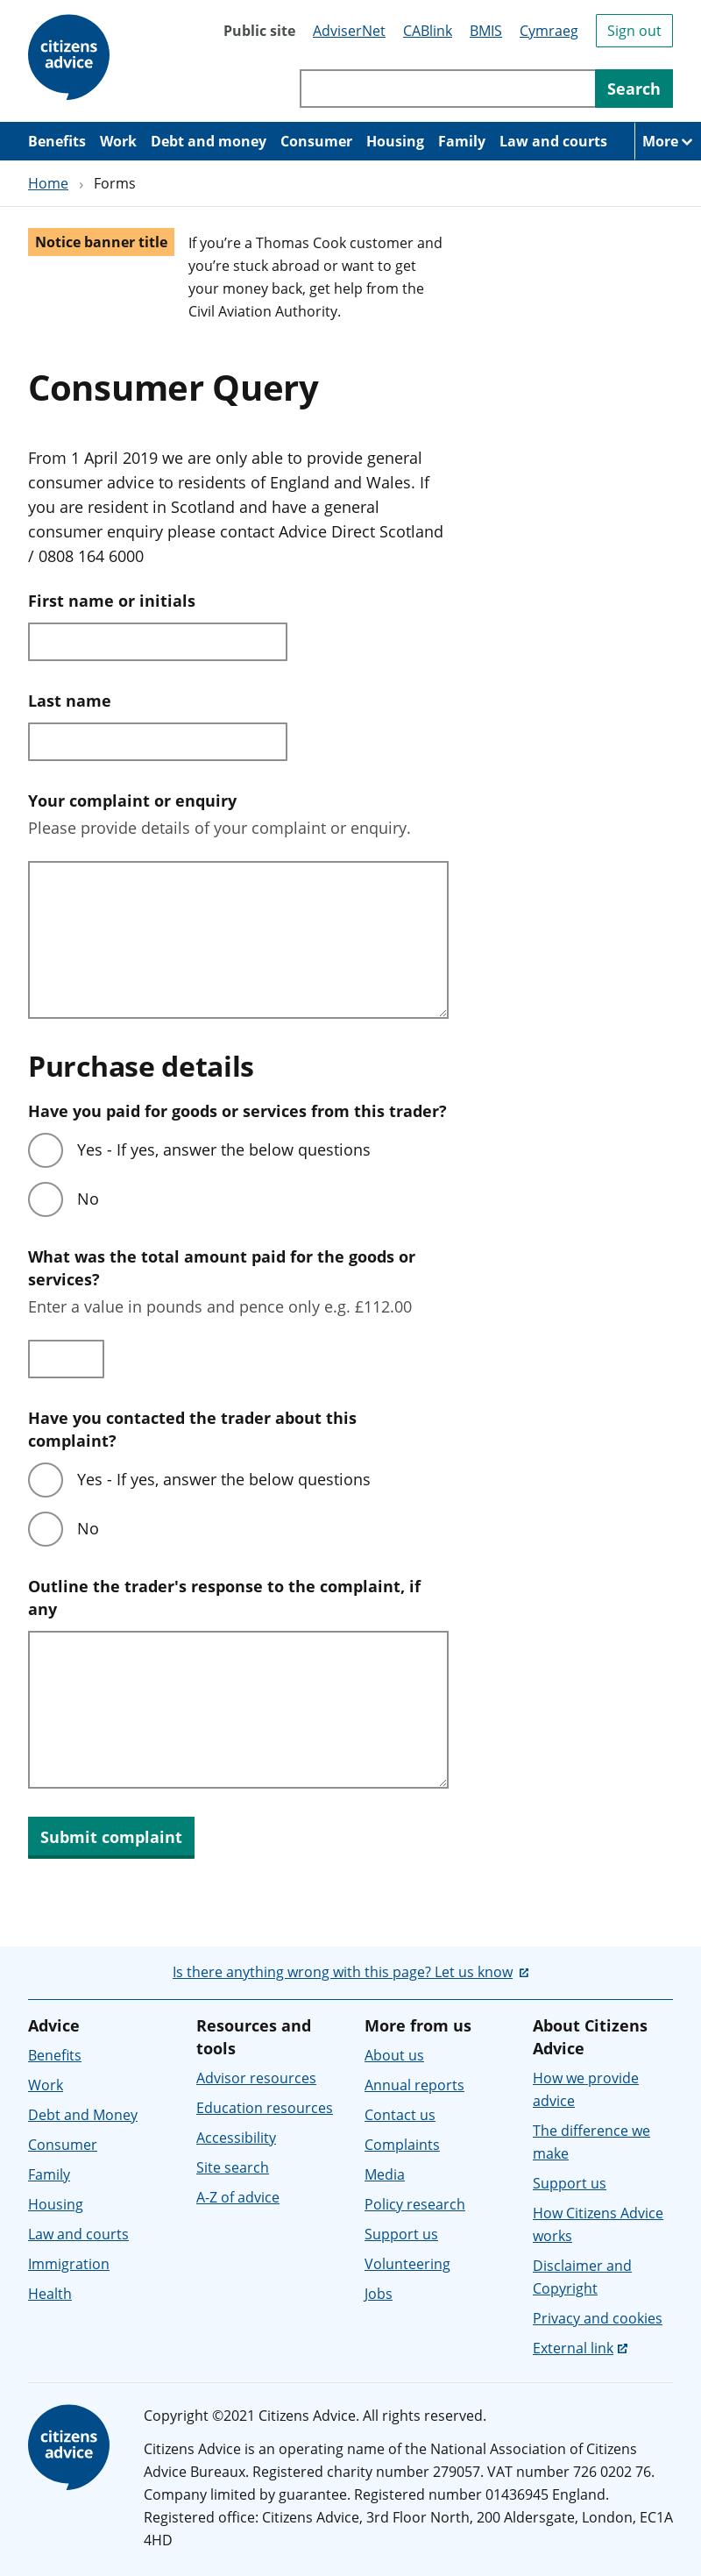 citizens
advice
Public site AdviserNet CABlink BMIS Cymraeg Sign out
Search
Benefits Work Debt and money Consumer Housing Family Law and courts More
Home › Forms
Notice banner title
If you’re a Thomas Cook customer and
you’re stuck abroad or want to get
your money back, get help from the
Civil Aviation Authority.
Consumer Query
From 1 April 2019 we are only able to provide general
consumer advice to residents of England and Wales. If
you are resident in Scotland and have a general
consumer enquiry please contact Advice Direct Scotland
/ 0808 164 6000
First name or initials
Last name
Your complaint or enquiry
Please provide details of your complaint or enquiry.
Purchase details
Have you paid for goods or services from this trader?
Yes - If yes, answer the below questions
No
What was the total amount paid for the goods or
services?
Enter a value in pounds and pence only e.g. £112.00
Have you contacted the trader about this
complaint?
Yes - If yes, answer the below questions
No
Outline the trader's response to the complaint, if
any
Submit complaint
Is there anything wrong with this page? Let us know
Advice
Benefits
Work
Debt and Money
Consumer
Family
Housing
Law and courts
Immigration
Health
Resources and
tools
Advisor resources
Education resources
Accessibility
Site search
A-Z of advice
More from us
About us
Annual reports
Contact us
Complaints
Media
Policy research
Support us
Volunteering
Jobs
About Citizens
Advice
How we provide
advice
The difference we
make
Support us
How Citizens Advice
works
Disclaimer and
Copyright
Privacy and cookies
External link
citizens
advice
Copyright ©2021 Citizens Advice. All rights reserved.
Citizens Advice is an operating name of the National Association of Citizens
Advice Bureaux. Registered charity number 279057. VAT number 726 0202 76.
Company limited by guarantee. Registered number 01436945 England.
Registered office: Citizens Advice, 3rd Floor North, 200 Aldersgate, London, EC1A
4HD